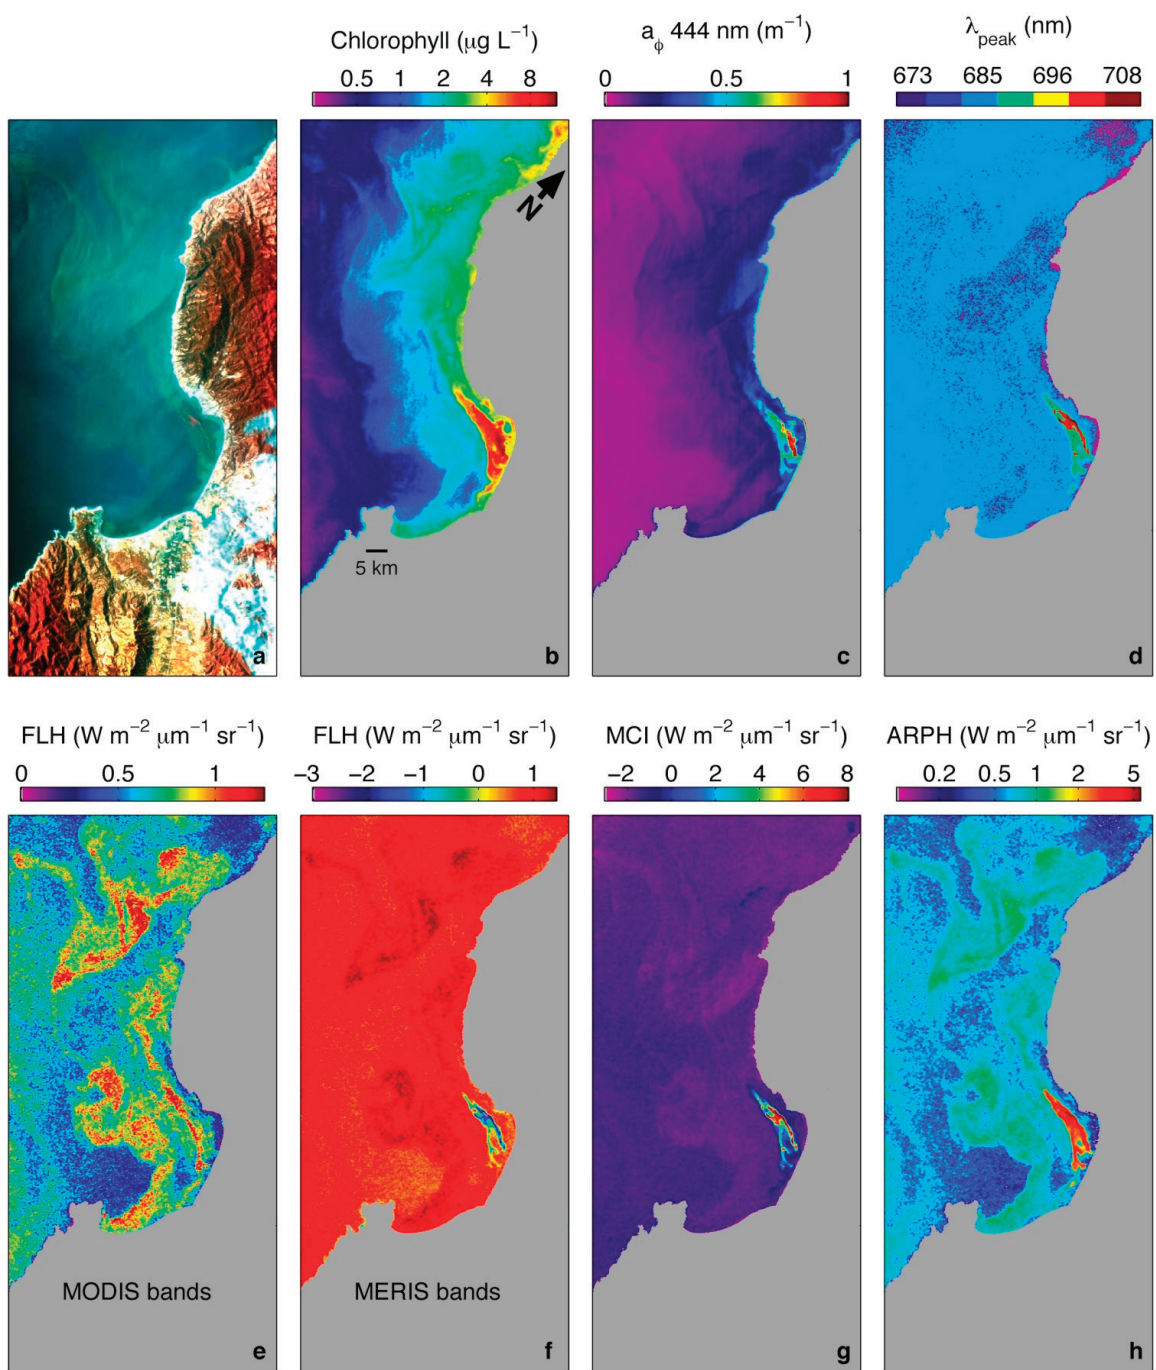 Chlorophyll (μg L⁻¹)
0.5 1 2 4 8
a_ϕ 444 nm (m⁻¹)
0 0.5 1
λ_peak (nm)
673 685 696 708
N
5 km
a
b
c
d
FLH (W m⁻² μm⁻¹ sr⁻¹)
0 0.5 1
FLH (W m⁻² μm⁻¹ sr⁻¹)
−3 −2 −1 0 1
MCI (W m⁻² μm⁻¹ sr⁻¹)
−2 0 2 4 6 8
ARPH (W m⁻² μm⁻¹ sr⁻¹)
0.2 0.5 1 2 5
MODIS bands
e
MERIS bands
f
g
h